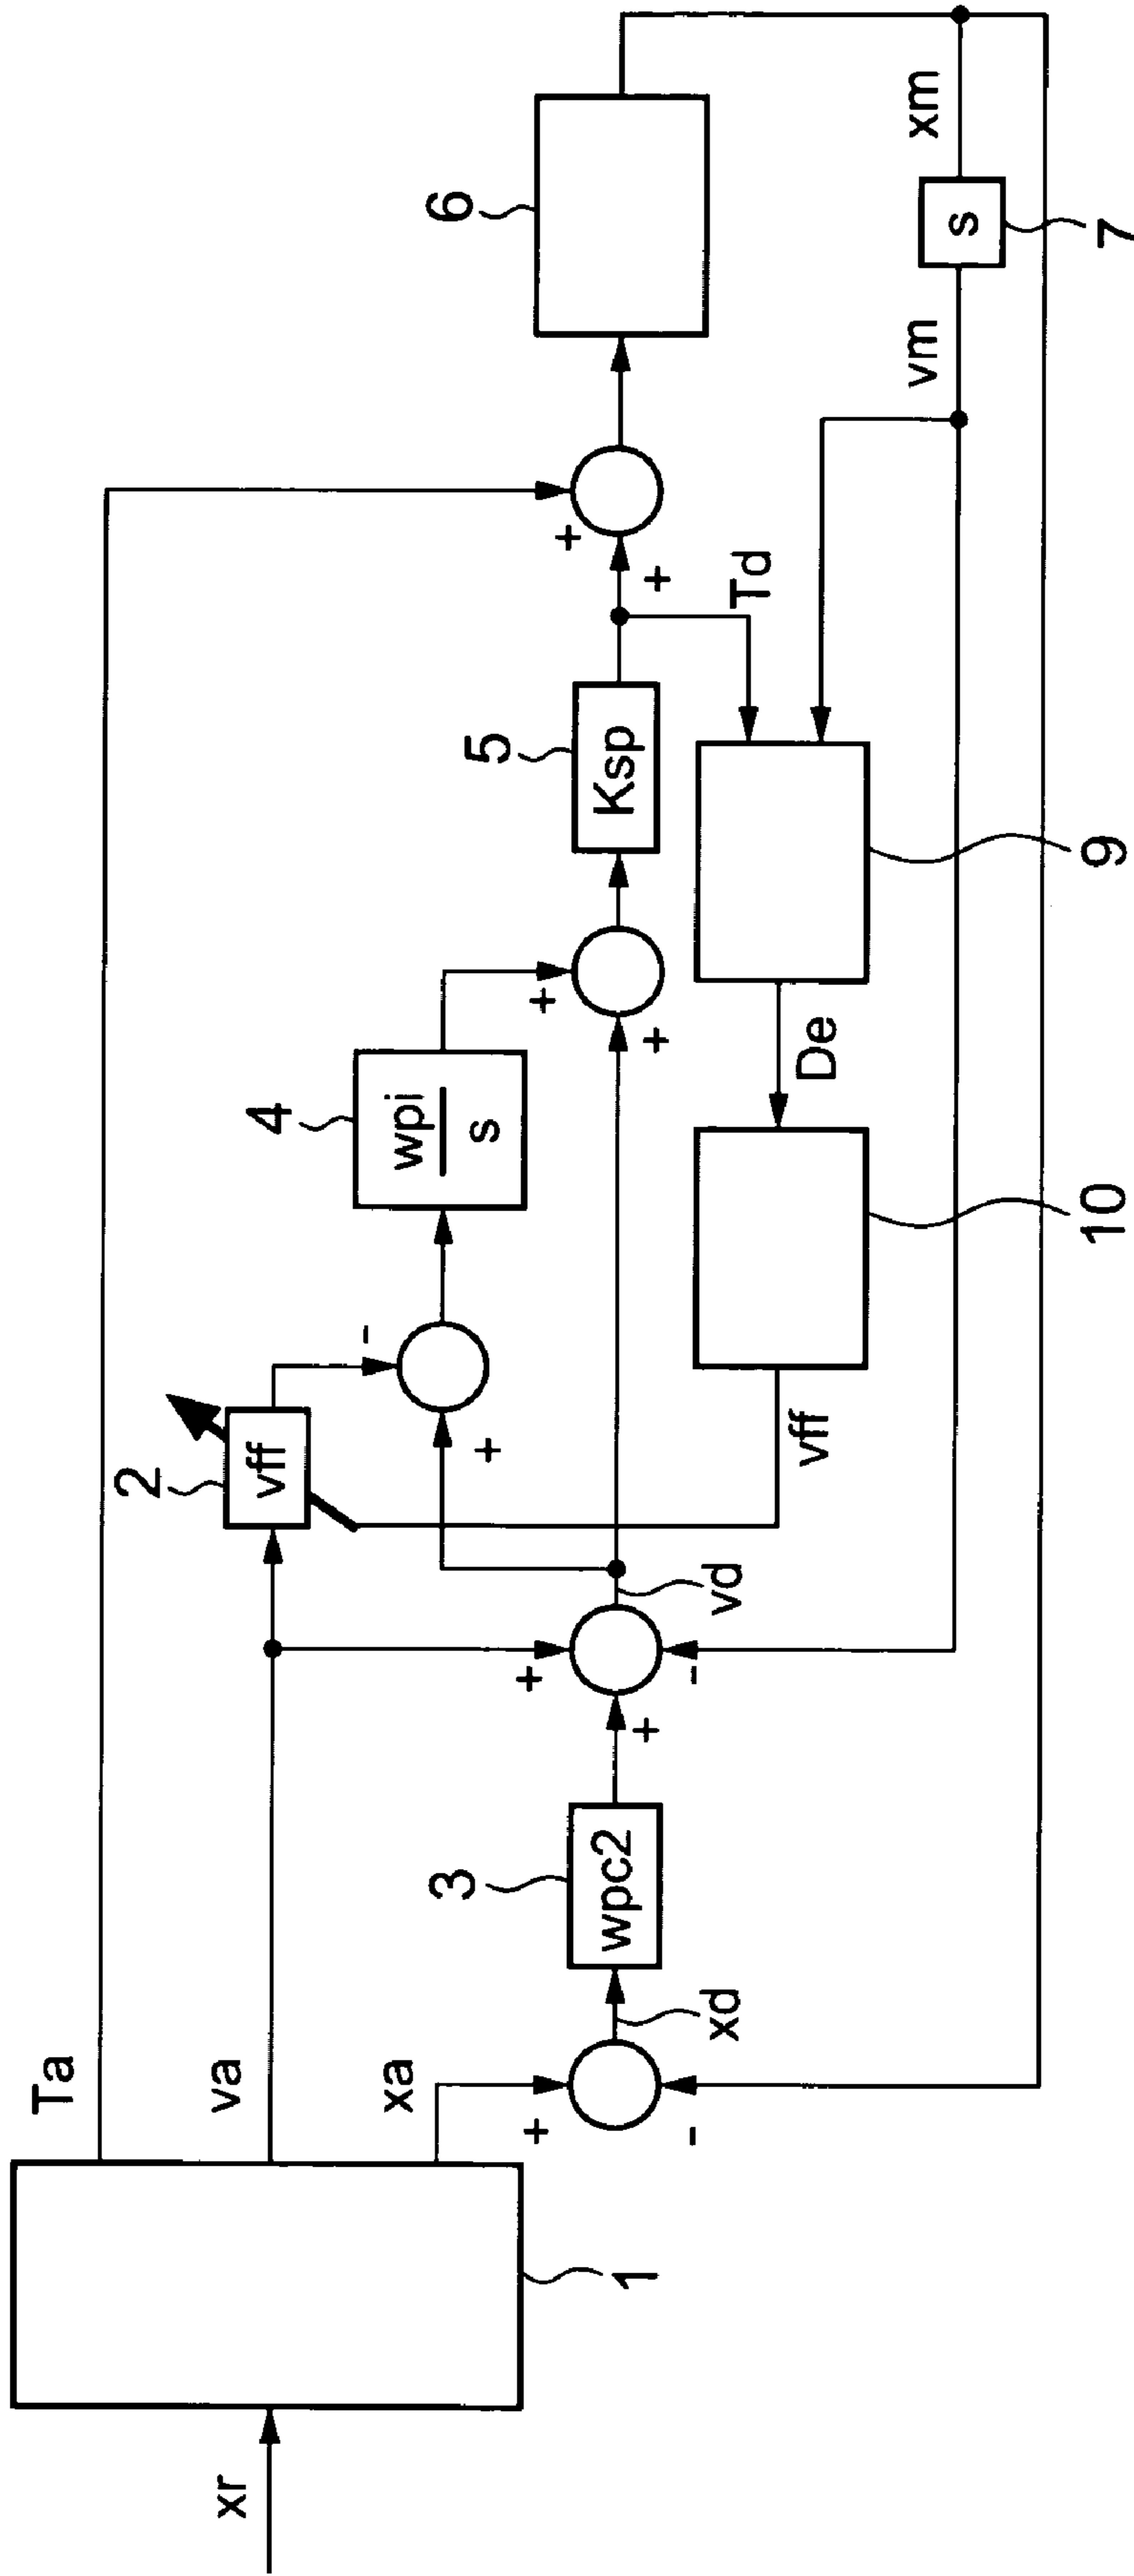 xr
1
Ta
va
xa
+
-
xd
3
wpc2
+
+
-
vd
2
vff
-
+
vff
4
wpi
s
10
De
+
+
5
Ksp
9
Td
+
+
6
vm
s
7
xm